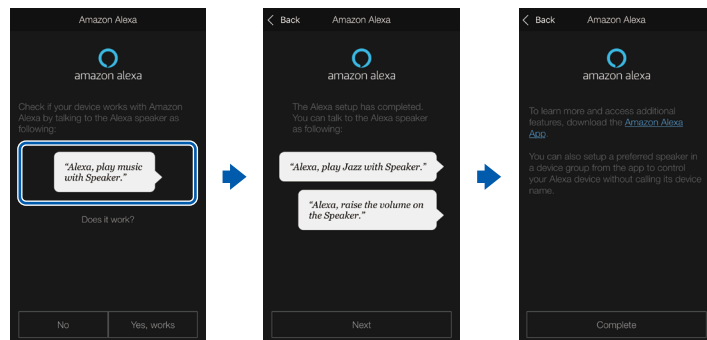 Amazon Alexa
amazon alexa
Check if your device works with Amazon
Alexa by talking to the Alexa speaker as
following:
“Alexa, play music
with Speaker.”
Does it work?
No
Yes, works
Back
Amazon Alexa
amazon alexa
The Alexa setup has completed.
You can talk to the Alexa speaker
as following:
“Alexa, play Jazz with Speaker.”
“Alexa, raise the volume on
the Speaker.”
Next
Back
Amazon Alexa
amazon alexa
To learn more and access additional
features, download the Amazon Alexa
App.
You can also setup a preferred speaker in
a device group from the app to control
your Alexa device without calling its device
name.
Complete